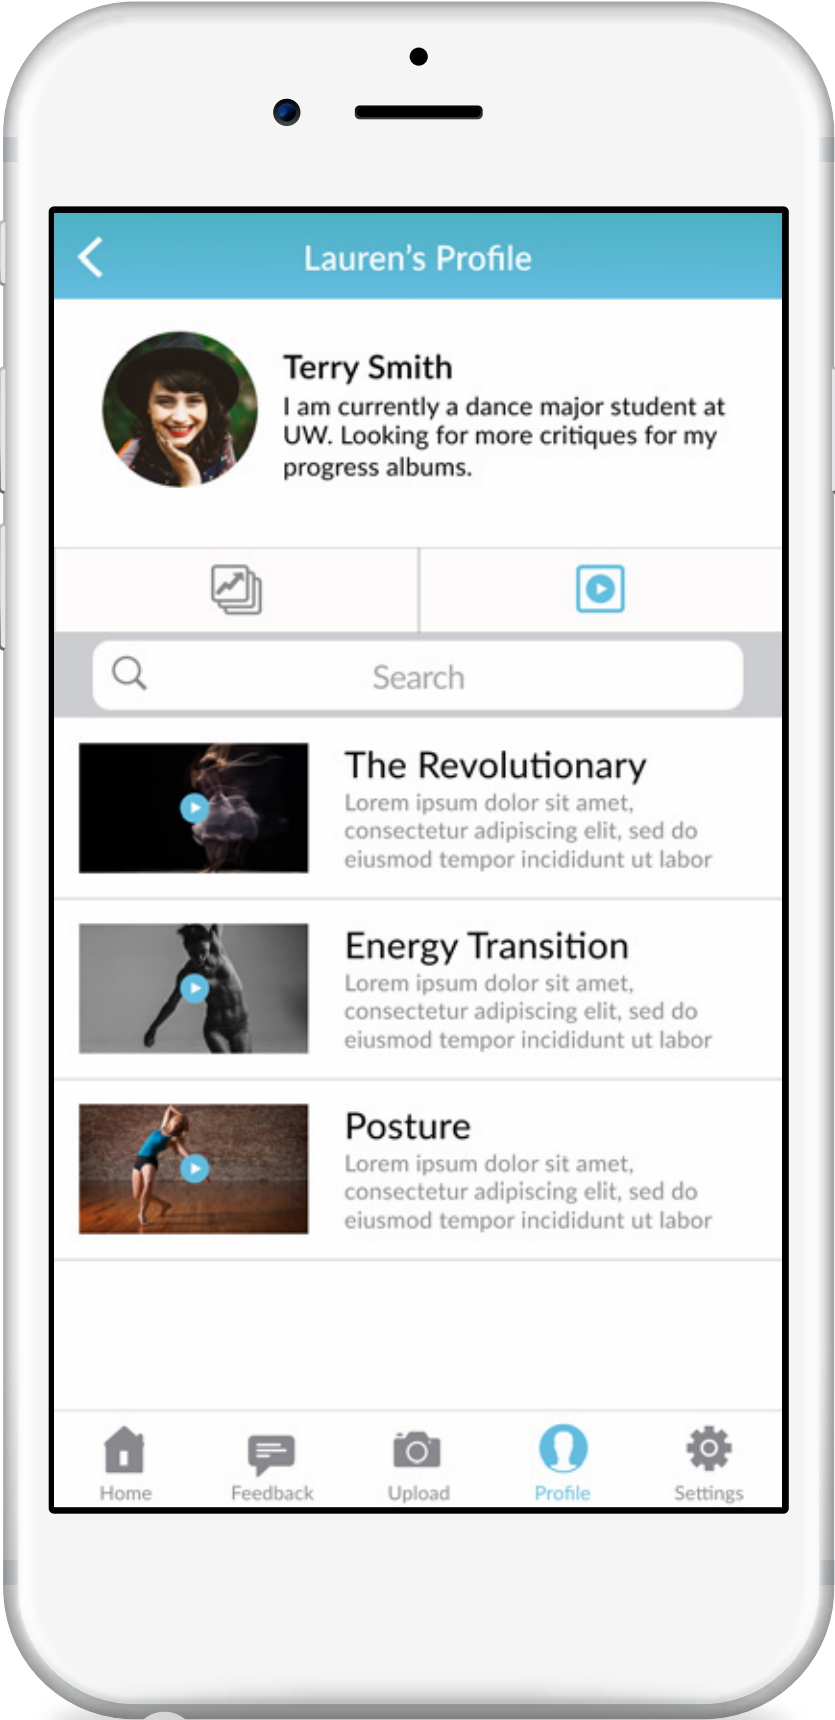 Lauren's Profile
Terry Smith
I am currently a dance major student at
UW. Looking for more critiques for my
progress albums.
Search
The Revolutionary
Lorem ipsum dolor sit amet,
consectetur adipiscing elit, sed do
eiusmod tempor incididunt ut labor
Energy Transition
Lorem ipsum dolor sit amet,
consectetur adipiscing elit, sed do
eiusmod tempor incididunt ut labor
Posture
Lorem ipsum dolor sit amet,
consectetur adipiscing elit, sed do
eiusmod tempor incididunt ut labor
Home Feedback Upload Profile Settings